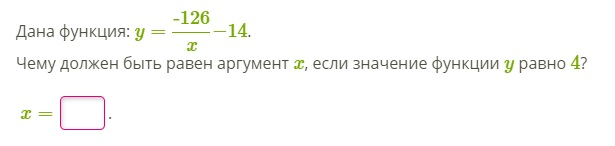 Дана функция: y = -126/x −14.
Чему должен быть равен аргумент x, если значение функции y равно 4?
x = .